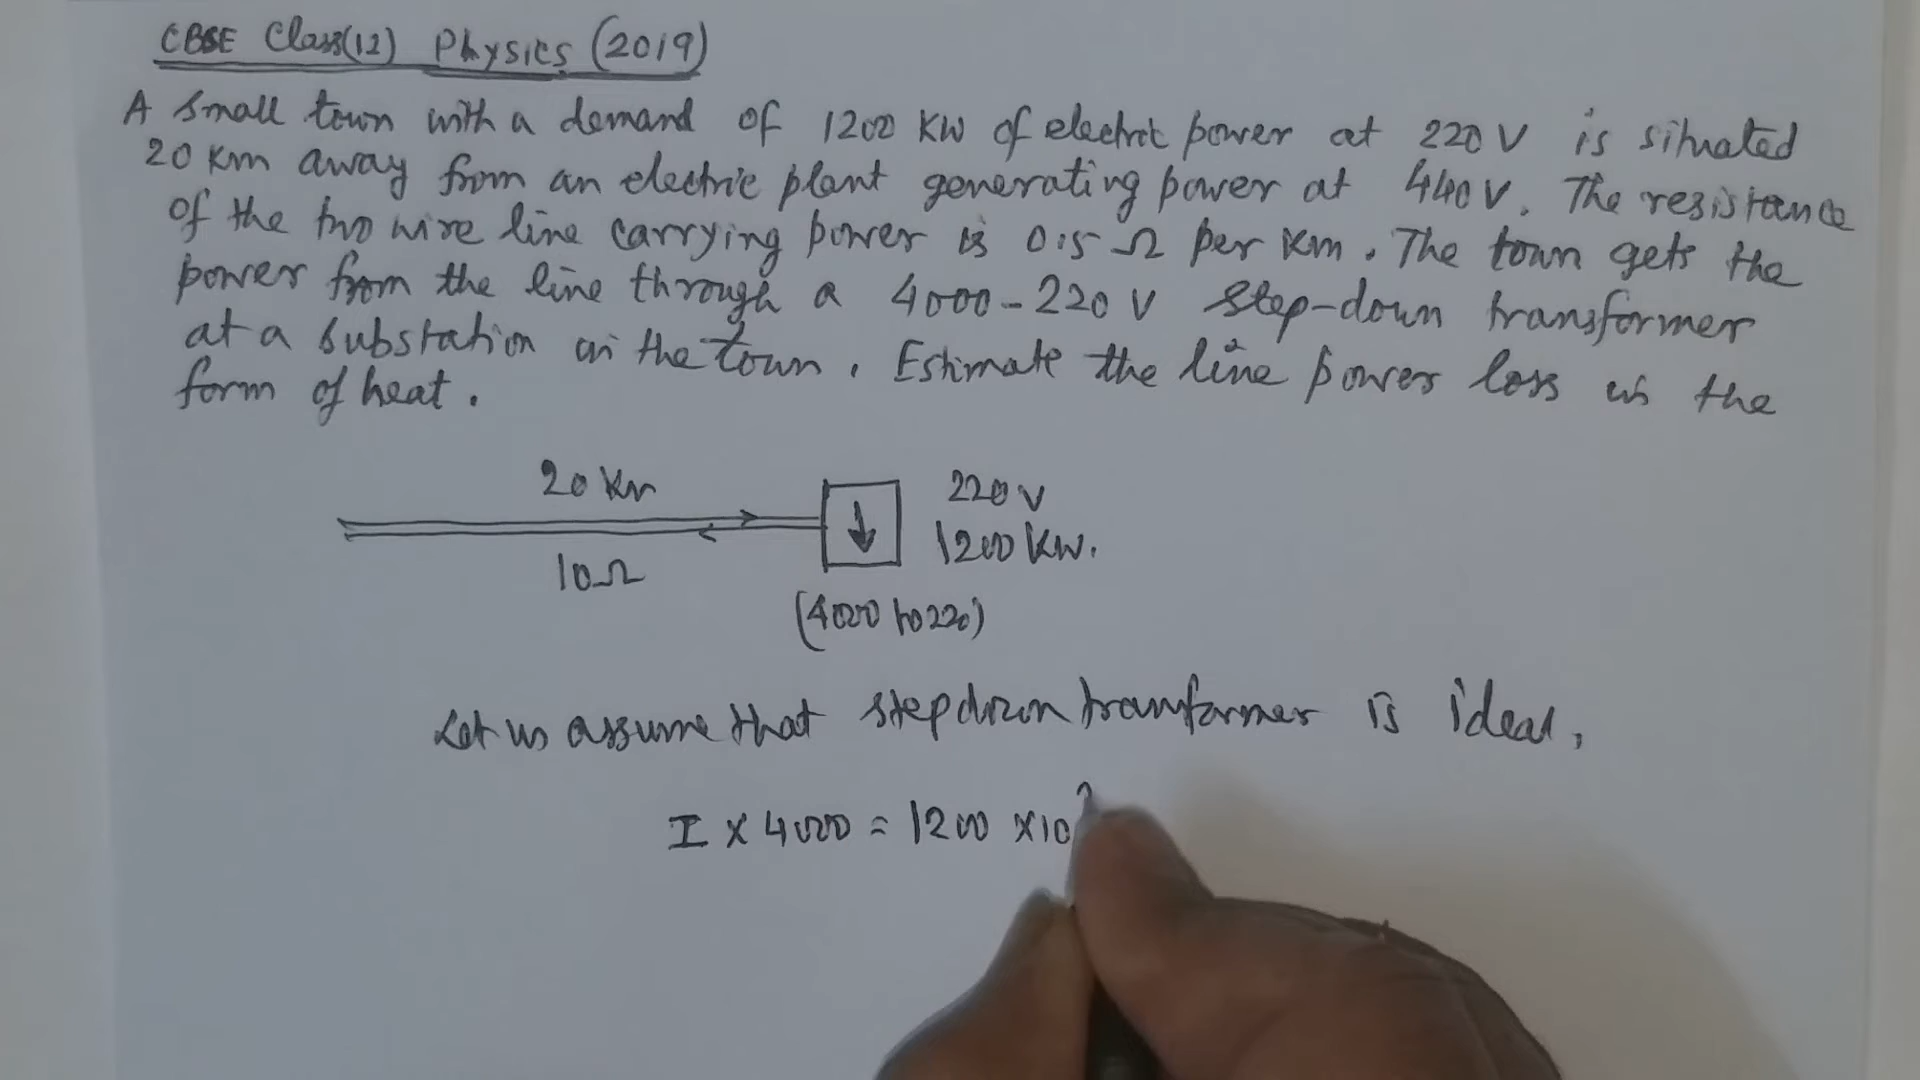 CBSE Class(12) Physics (2019)
A small town with a demand of 1200 KW of electric power at 220 V is situated
20 km away from an electric plant generating power at 440 V. The resistance
of the two wire line carrying power is 0.5 Ω per km. The town gets the
power from the line through a 4000-220 V step-down transformer
at a substation in the town. Estimate the line power loss in the
form of heat.
20 Km
10Ω
220 V
1200 KW.
(4000 to 220)
Let us assume that stepdown transformer is ideal,
I × 4000 = 1200 × 10